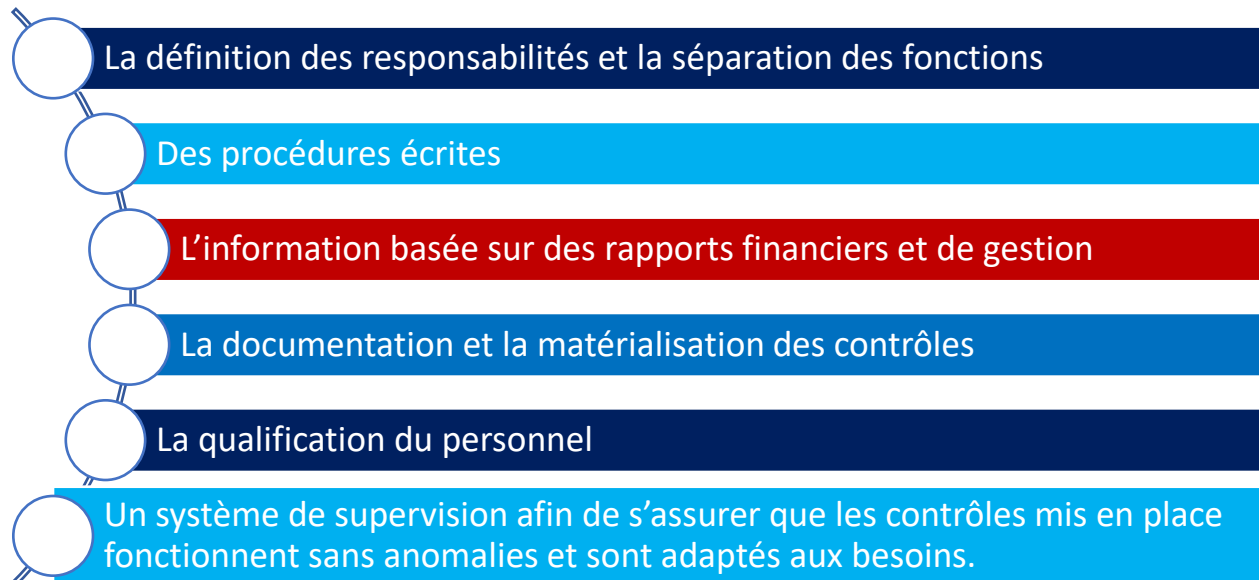 La définition des responsabilités et la séparation des fonctions
Des procédures écrites
L’information basée sur des rapports financiers et de gestion
La documentation et la matérialisation des contrôles
La qualification du personnel
Un système de supervision afin de s’assurer que les contrôles mis en place
fonctionnent sans anomalies et sont adaptés aux besoins.